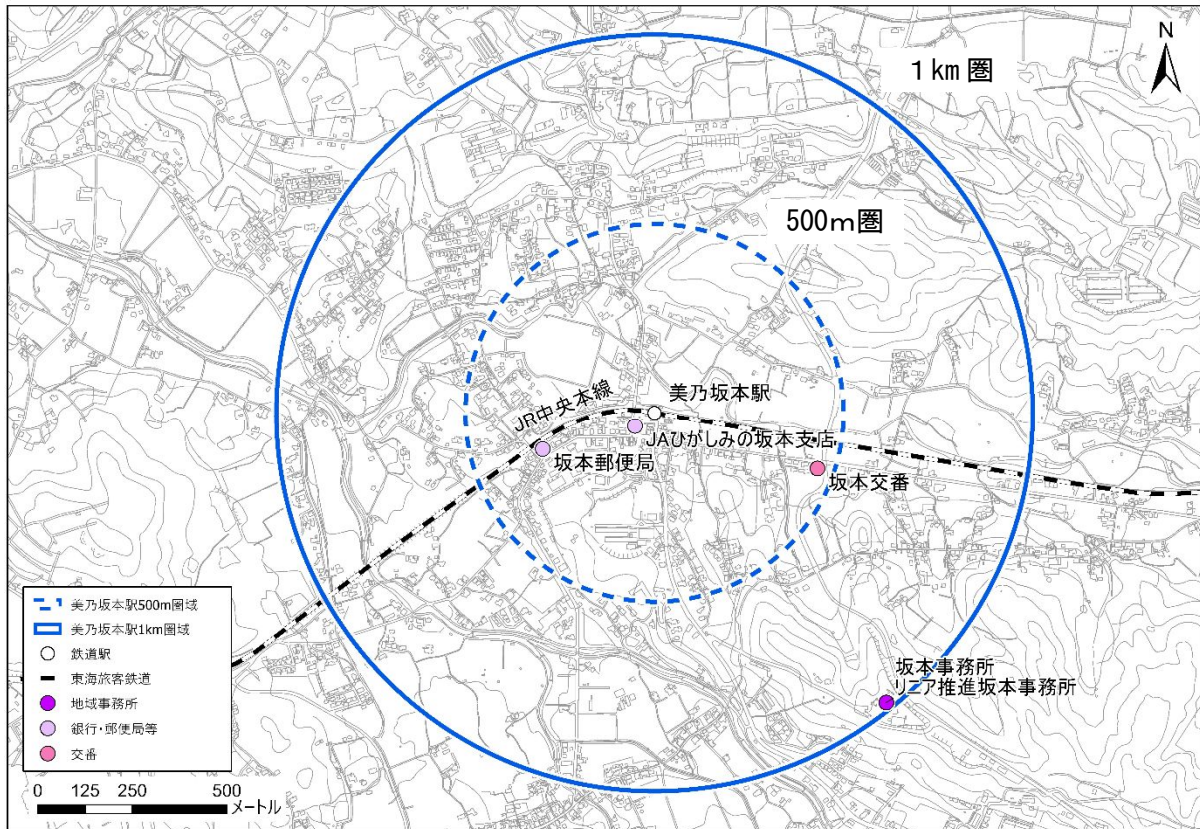 N
1km圏
500m圏
美乃坂本駅
JR中央本線
JAひがしみの坂本支店
坂本郵便局
坂本交番
坂本事務所
リニア推進坂本事務所
美乃坂本駅500m圏域
美乃坂本駅1km圏域
鉄道駅
東海旅客鉄道
地域事務所
銀行・郵便局等
交番
0 125 250 500 メートル